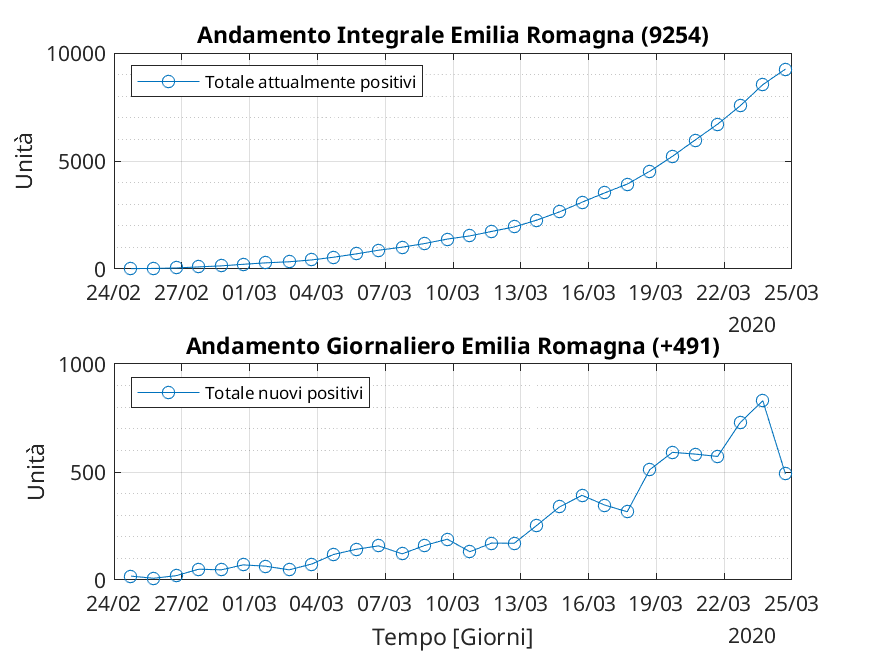 Andamento Integrale Emilia Romagna (9254)
10000
Totale attualmente positivi
Unità
5000
0
24/02 27/02 01/03 04/03 07/03 10/03 13/03 16/03 19/03 22/03 25/03
2020
Andamento Giornaliero Emilia Romagna (+491)
1000
Totale nuovi positivi
Unità
500
0
24/02 27/02 01/03 04/03 07/03 10/03 13/03 16/03 19/03 22/03 25/03
Tempo [Giorni]
2020